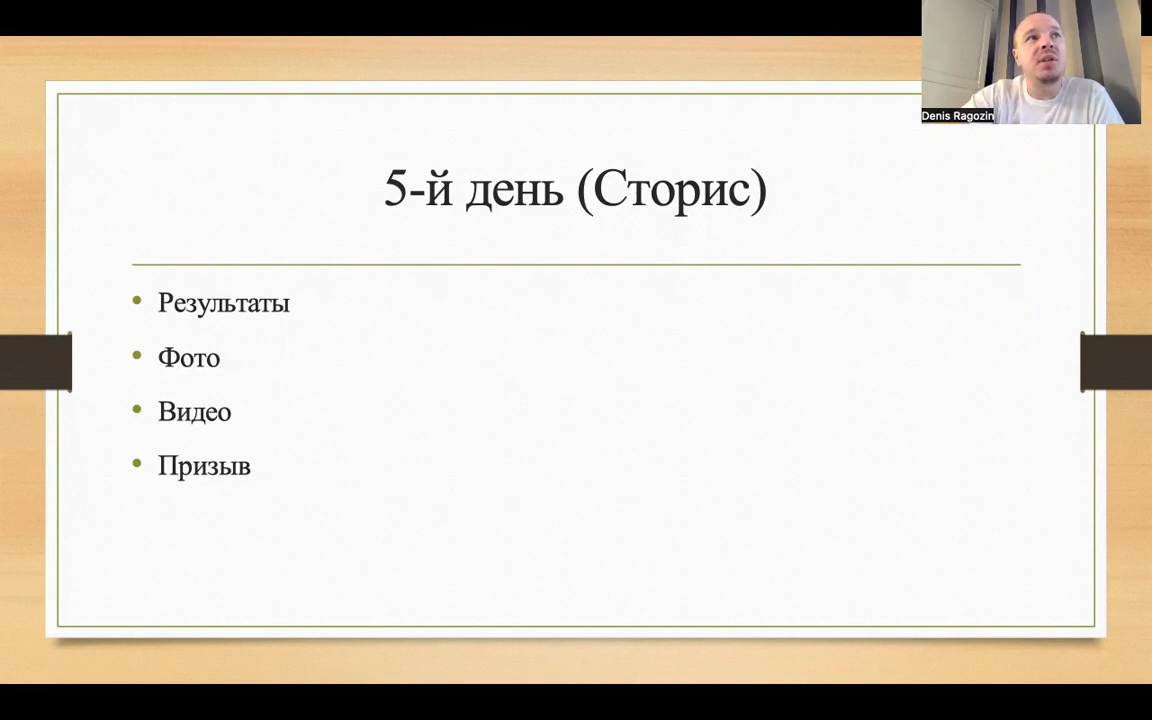 Denis Ragozin
5-й день (Сторис)
• Результаты
• Фото
• Видео
• Призыв